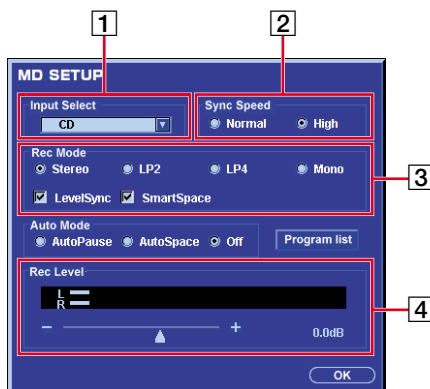 1 2
MD SETUP
Input Select Sync Speed
CD Normal High
Rec Mode
Stereo LP2 LP4 Mono
3
LevelSync SmartSpace
Auto Mode
AutoPause AutoSpace Off Program list
Rec Level
L
R
4
− +
0.0dB
OK